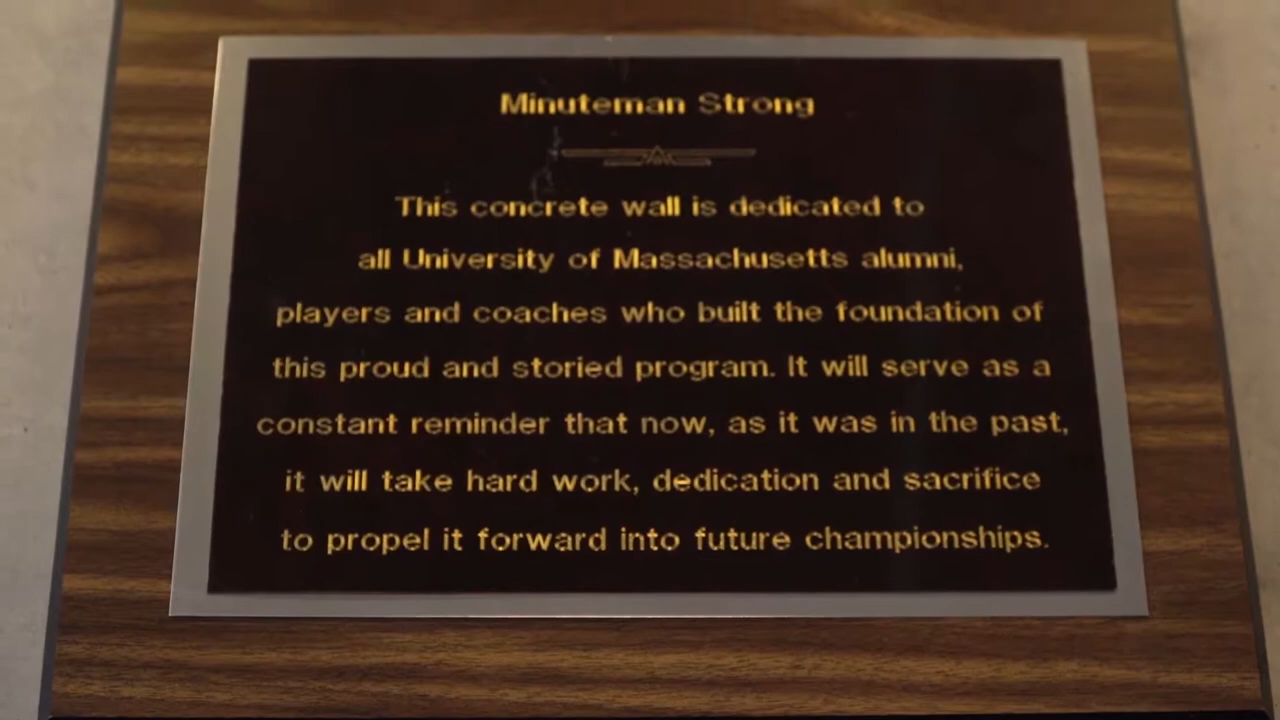 Minuteman Strong
This concrete wall is dedicated to
all University of Massachusetts alumni,
players and coaches who built the foundation of
this proud and storied program. It will serve as a
constant reminder that now, as it was in the past,
it will take hard work, dedication and sacrifice
to propel it forward into future championships.